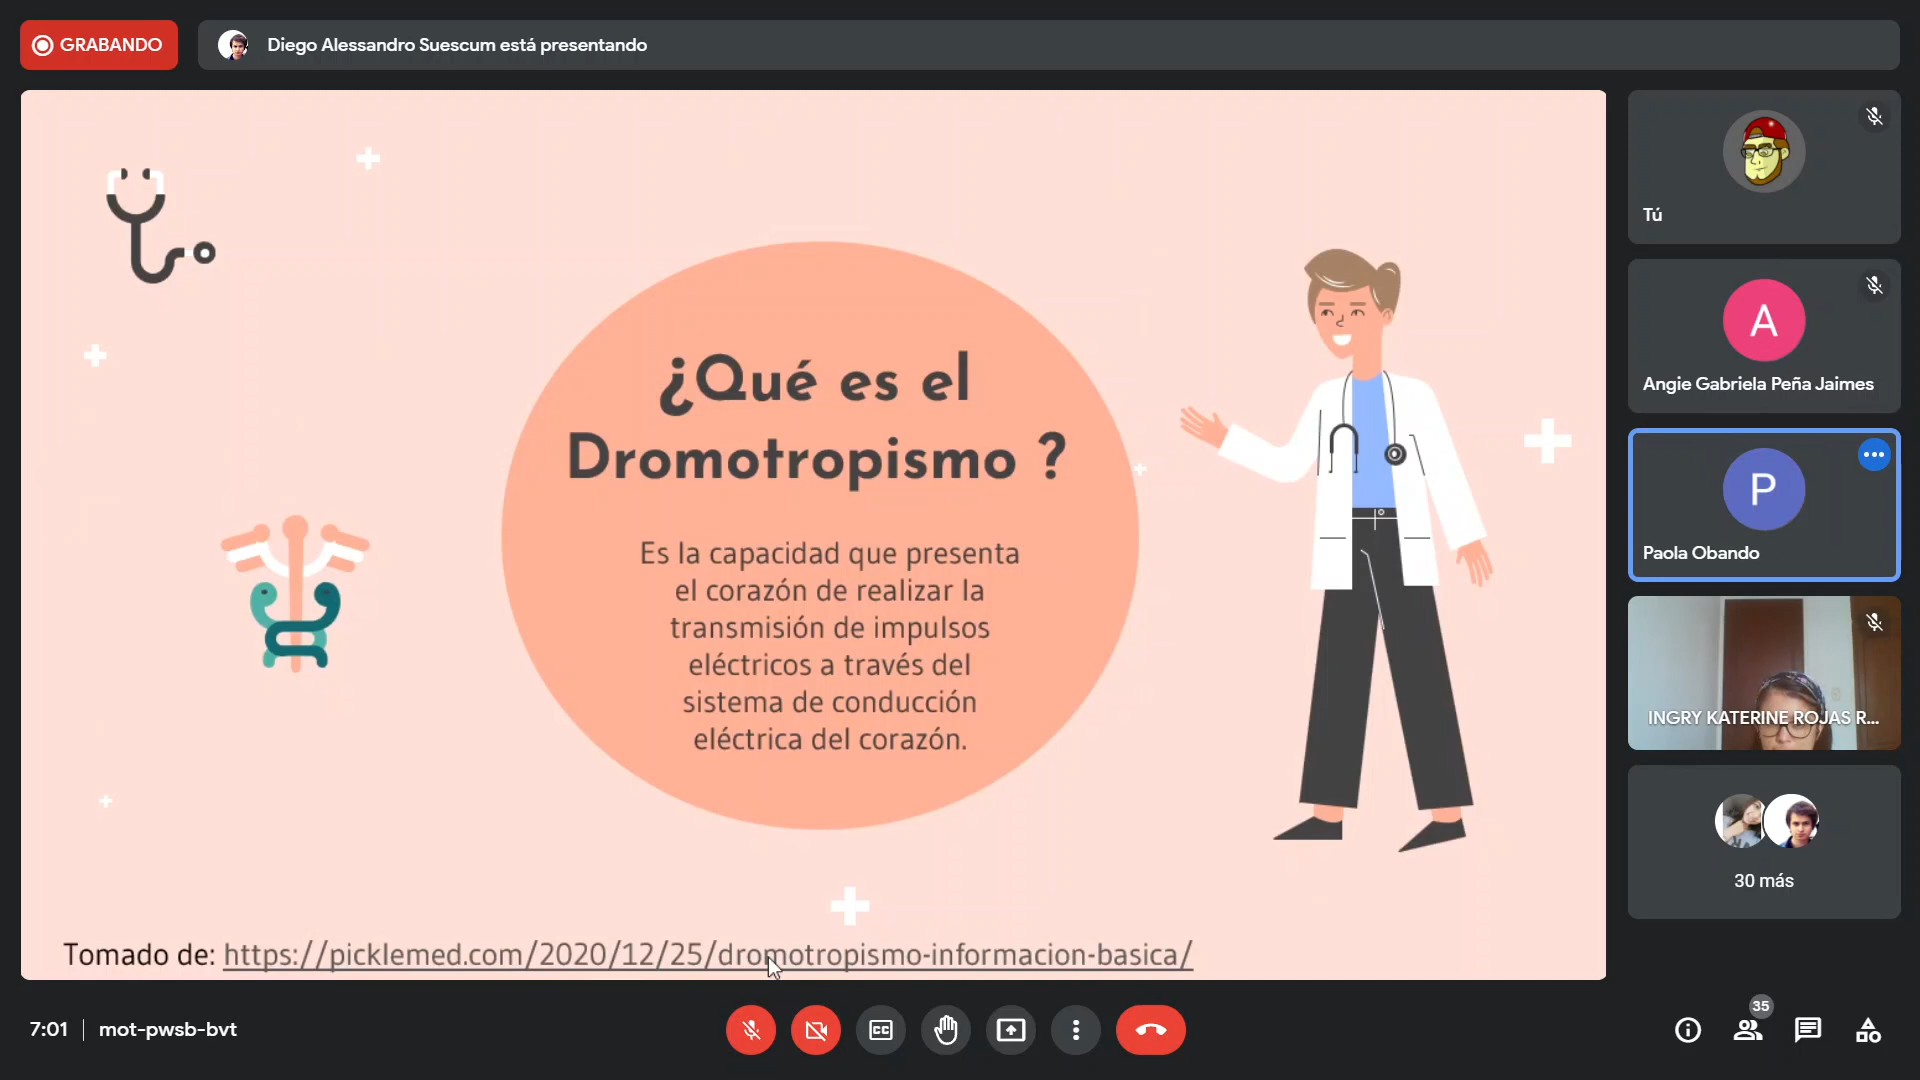 GRABANDO
Diego Alessandro Suescum está presentando
¿Qué es el
Dromotropismo ?
Es la capacidad que presenta
el corazón de realizar la
transmisión de impulsos
eléctricos a través del
sistema de conducción
eléctrica del corazón.
Tomado de: https://picklemed.com/2020/12/25/dromotropismo-informacion-basica/
Tú
A
Angie Gabriela Peña Jaimes
P
Paola Obando
INGRY KATERINE ROJAS R...
30 más
7:01
mot-pwsb-bvt
CC
35